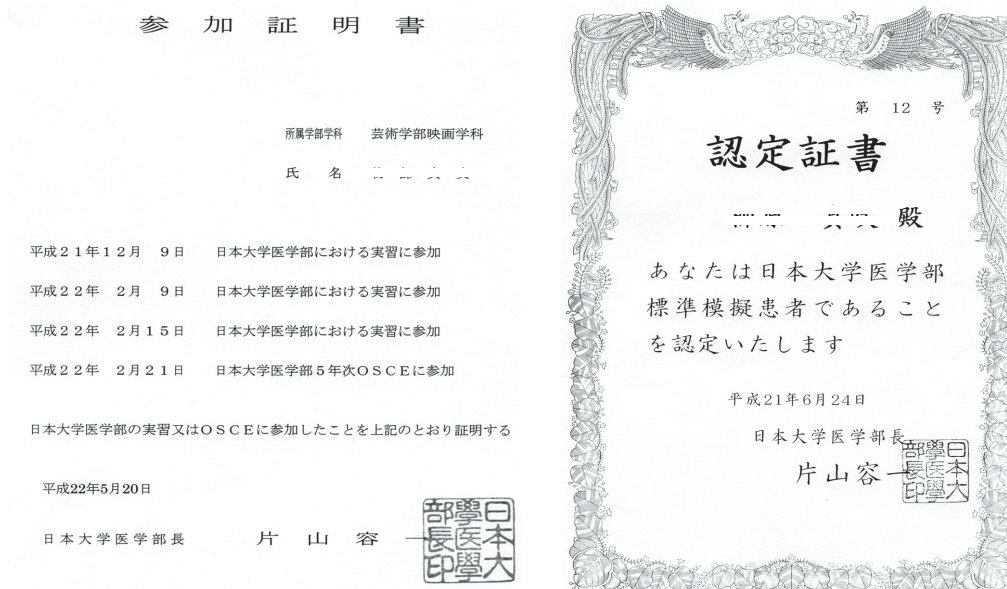 参加証明書
所属学部学科 芸術学部映画学科
氏名
平成21年12月 9日 日本大学医学部における実習に参加
平成22年 2月 9日 日本大学医学部における実習に参加
平成22年 2月15日 日本大学医学部における実習に参加
平成22年 2月21日 日本大学医学部5年次OSCEに参加
日本大学医学部の実習又はOSCEに参加したことを上記のとおり証明する
平成22年5月20日
日本大学医学部長 片山容一
日本大學医學部長印
第 12 号
認定証書
殿
あなたは日本大学医学部
標準模擬患者であること
を認定いたします
平成21年6月24日
日本大学医学部長
片山容一
日本大學医學部長印